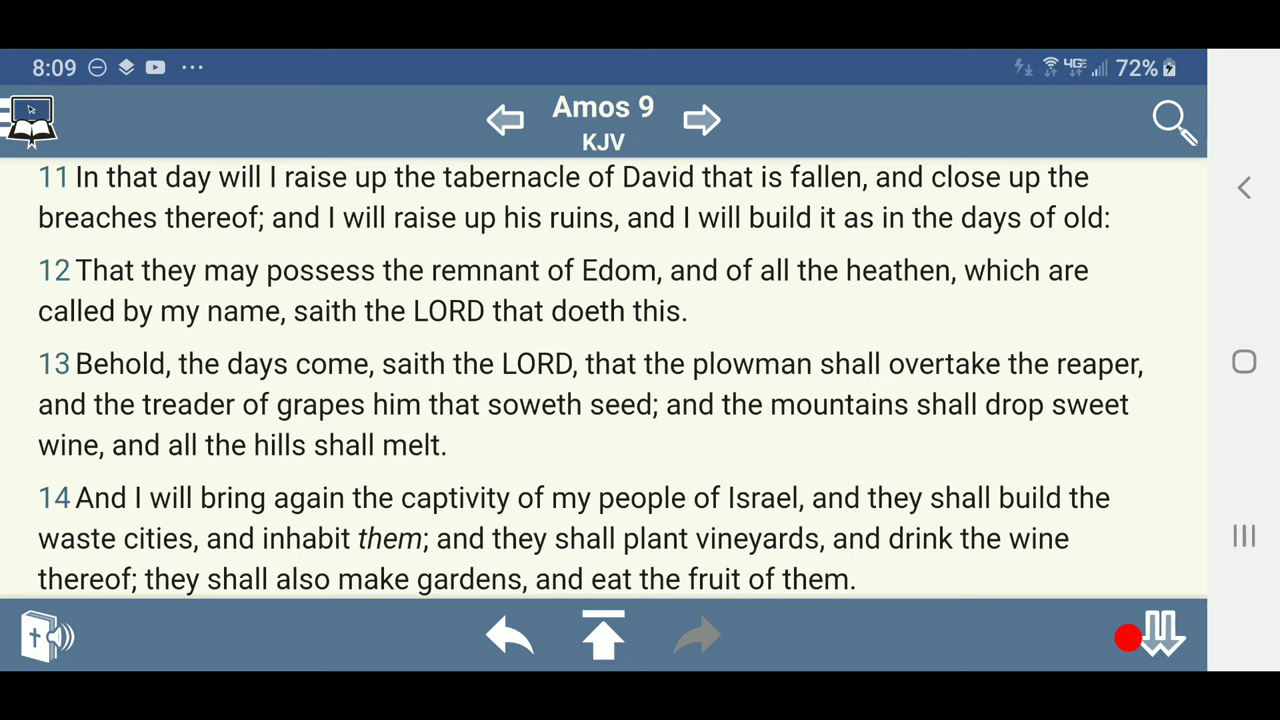 8:09
4GE 72%
Amos 9
KJV
11 In that day will I raise up the tabernacle of David that is fallen, and close up the
breaches thereof; and I will raise up his ruins, and I will build it as in the days of old:
12 That they may possess the remnant of Edom, and of all the heathen, which are
called by my name, saith the LORD that doeth this.
13 Behold, the days come, saith the LORD, that the plowman shall overtake the reaper,
and the treader of grapes him that soweth seed; and the mountains shall drop sweet
wine, and all the hills shall melt.
14 And I will bring again the captivity of my people of Israel, and they shall build the
waste cities, and inhabit them; and they shall plant vineyards, and drink the wine
thereof; they shall also make gardens, and eat the fruit of them.